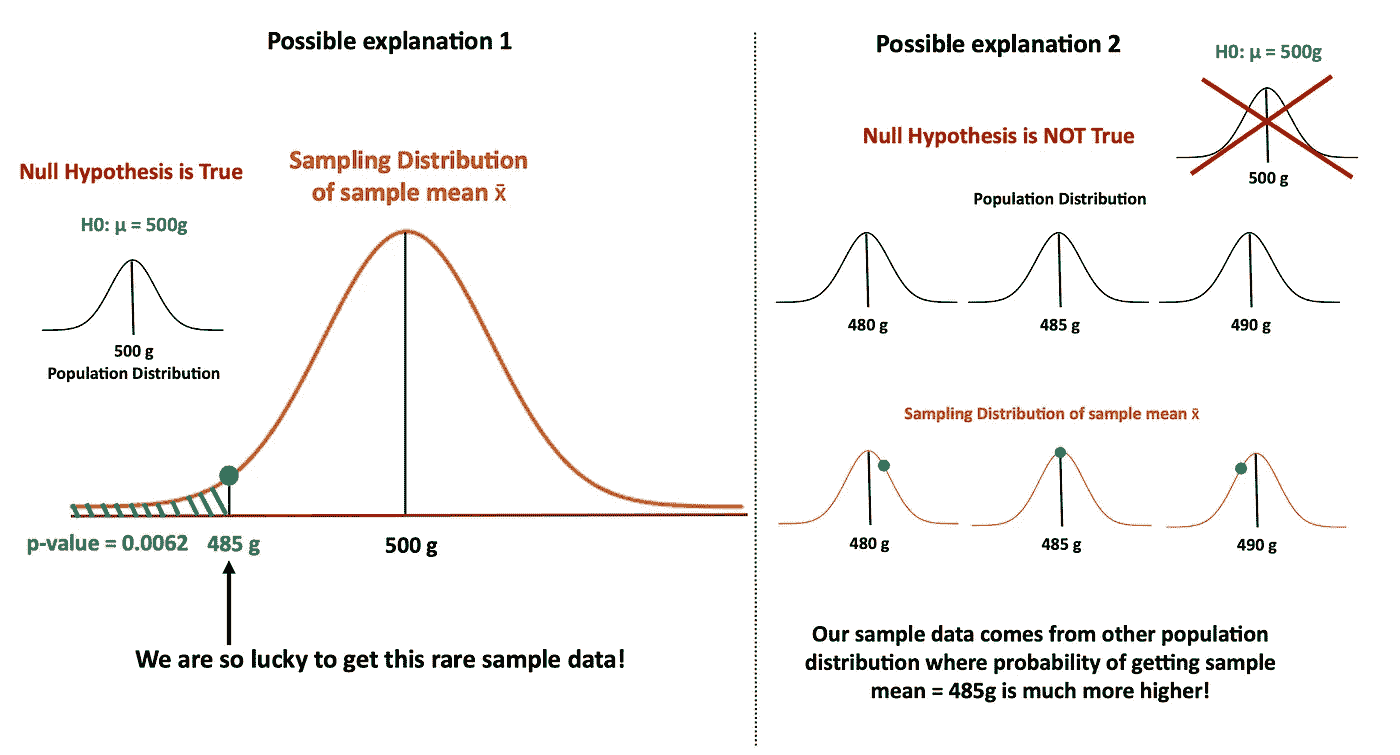 Possible explanation 1
Null Hypothesis is True
H0: μ = 500g
500 g
Population Distribution
Sampling Distribution
of sample mean x̄
p-value = 0.0062
485 g
500 g
We are so lucky to get this rare sample data!
Possible explanation 2
H0: μ = 500g
500 g
Null Hypothesis is NOT True
Population Distribution
480 g
485 g
490 g
Sampling Distribution of sample mean x̄
480 g
485 g
490 g
Our sample data comes from other population
distribution where probability of getting sample
mean = 485g is much more higher!